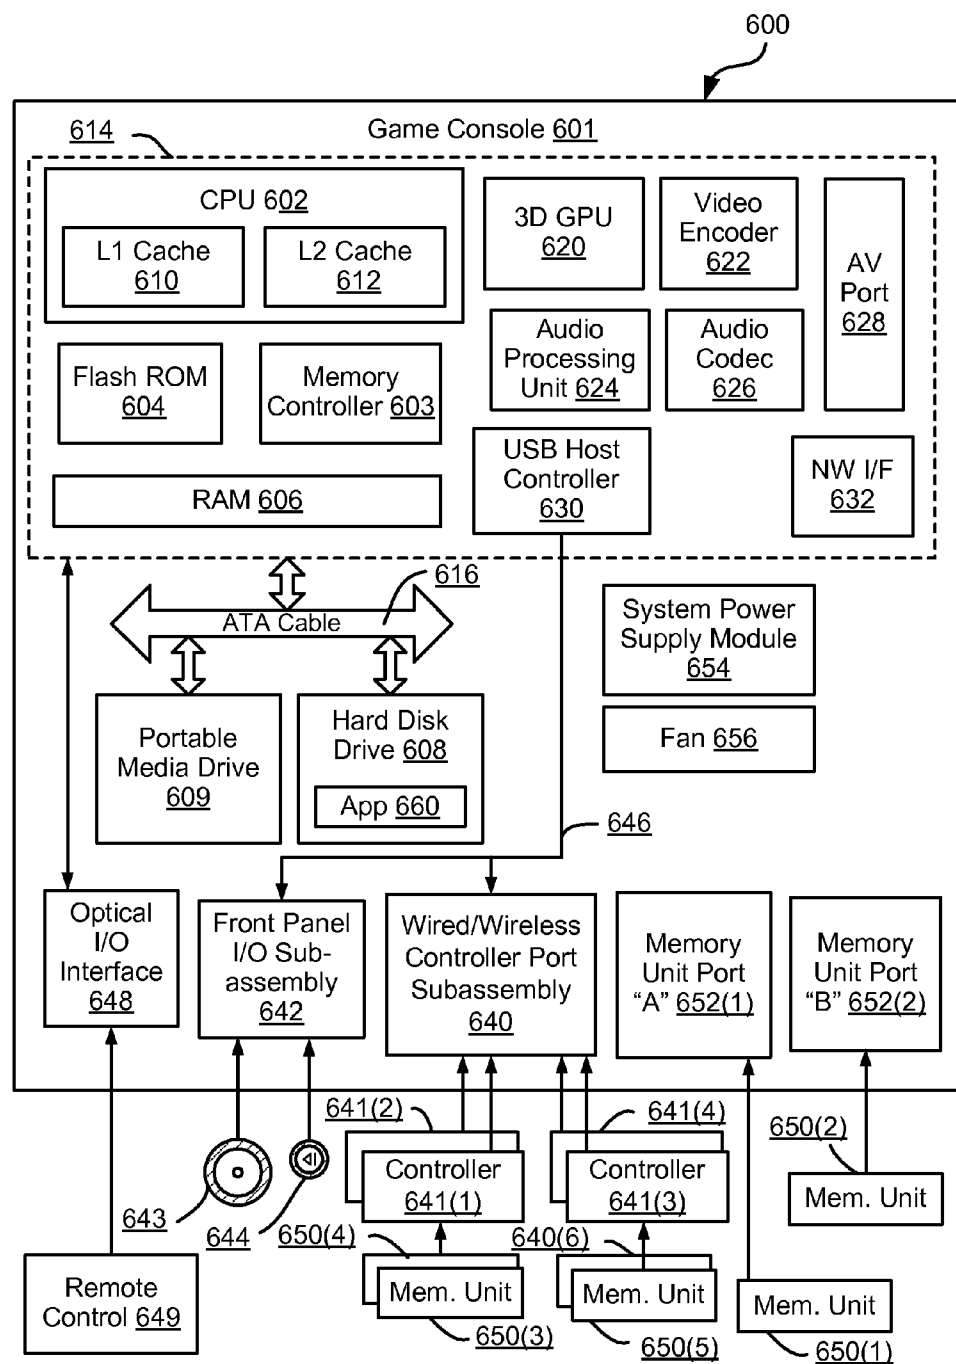 600
614
Game Console 601
CPU 602
L1 Cache
610
L2 Cache
612
3D GPU
620
Video
Encoder
622
AV
Port
628
Flash ROM
604
Memory
Controller 603
Audio
Processing
Unit 624
Audio
Codec
626
RAM 606
USB Host
Controller
630
NW I/F
632
616
ATA Cable
System Power
Supply Module
654
Fan 656
Portable
Media Drive
609
Hard Disk
Drive 608
App 660
646
Optical
I/O
Interface
648
Front Panel
I/O Sub-
assembly
642
Wired/Wireless
Controller Port
Subassembly
640
Memory
Unit Port
“A” 652(1)
Memory
Unit Port
“B” 652(2)
641(2)
641(4)
650(2)
Controller
641(1)
Controller
641(3)
Mem. Unit
643
644
650(4)
640(6)
Remote
Control 649
Mem. Unit
Mem. Unit
Mem. Unit
650(3)
650(5)
650(1)